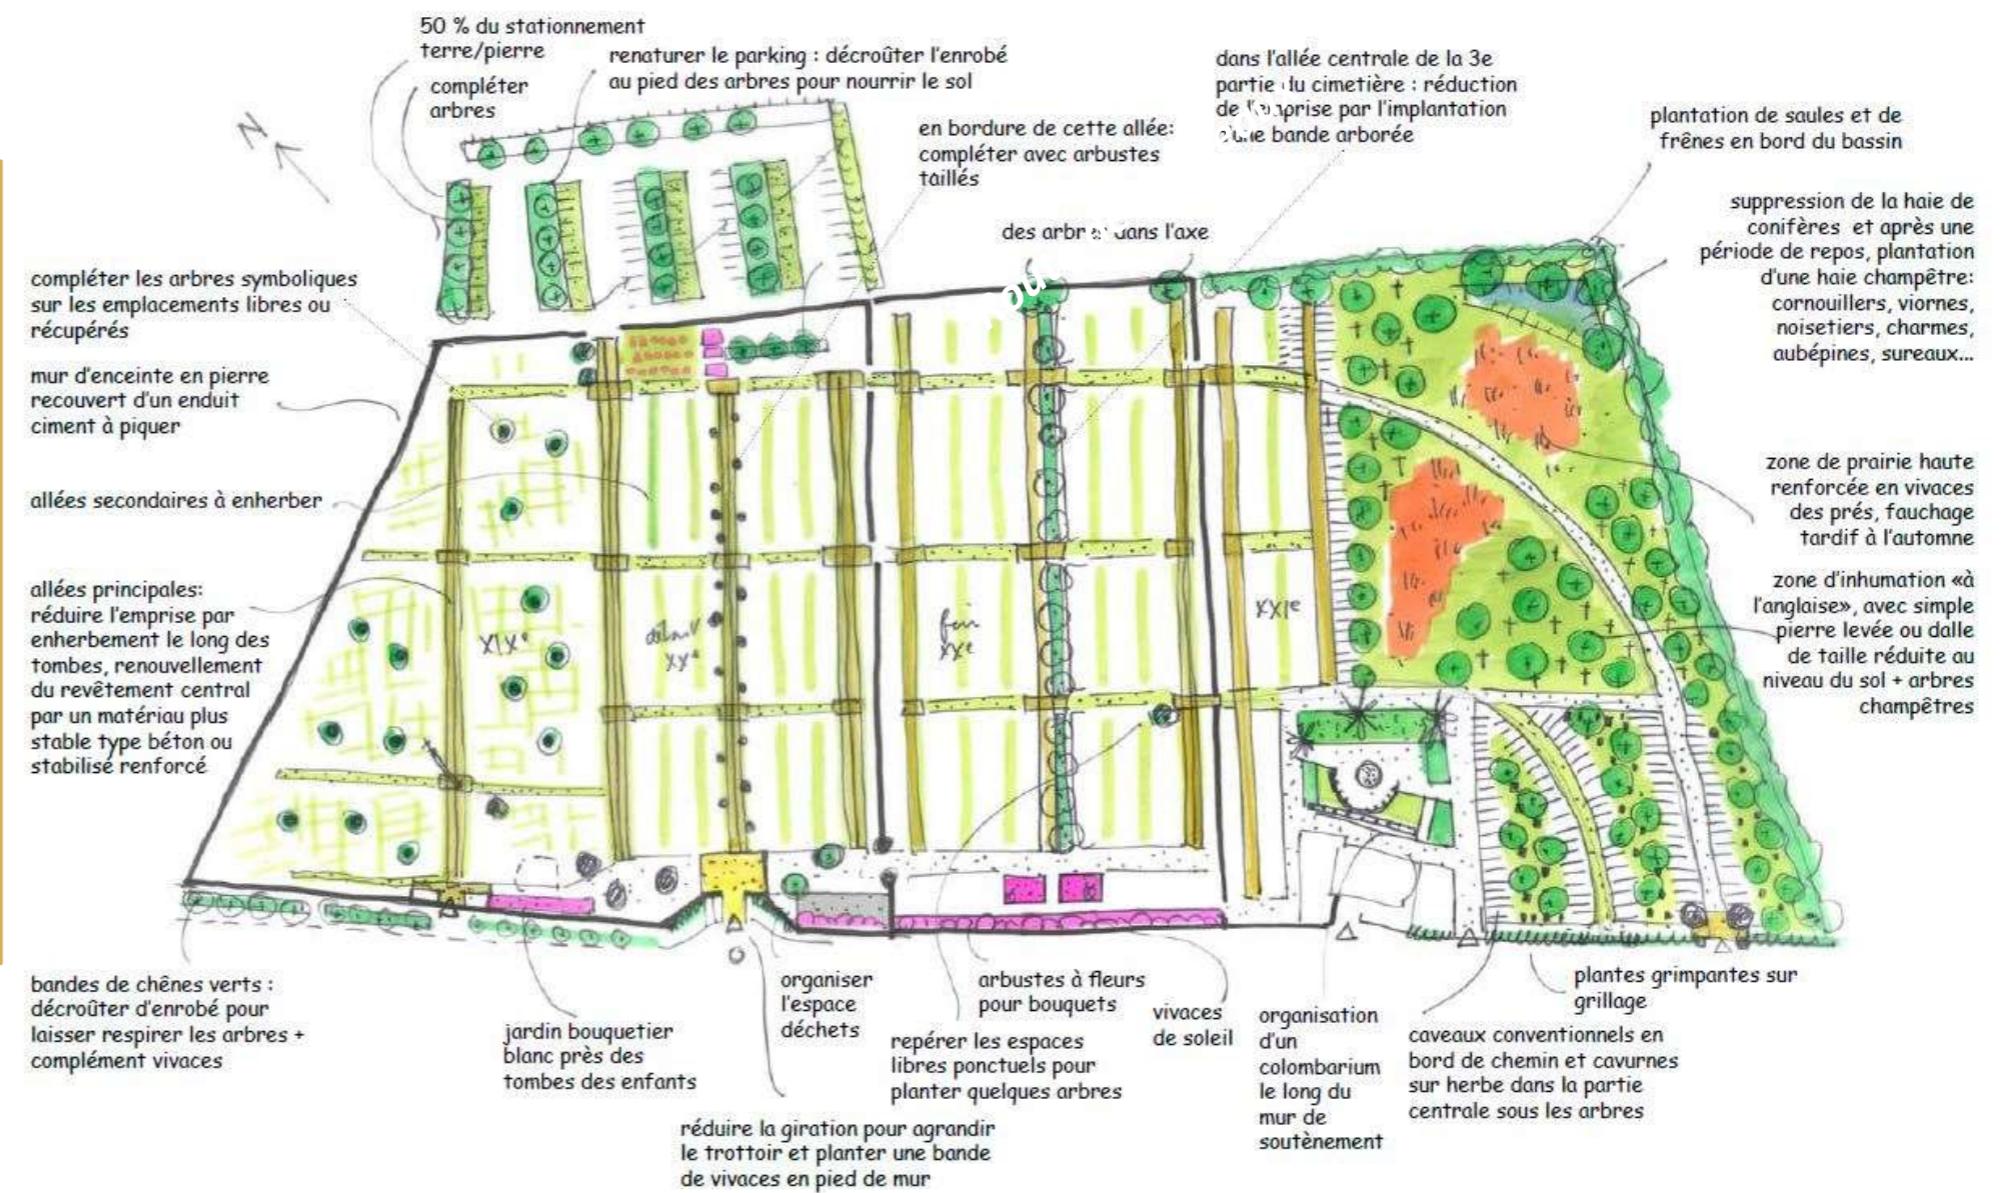 50 % du stationnement
terre/pierre
compléter
arbres
renaturer le parking : décroûter l'enrobé
au pied des arbres pour nourrir le sol
en bordure de cette allée:
compléter avec arbustes
taillés
dans l'allée centrale de la 3e
partie du cimetière : réduction
de l'emprise par l'implantation
d'une bande arborée
des arbres dans l'axe
plantation de saules et de
frênes en bord du bassin
suppression de la haie de
conifères et après une
période de repos, plantation
d'une haie champêtre:
cornouillers, viornes,
noisetiers, charmes,
aubépines, sureaux...
N
compléter les arbres symboliques
sur les emplacements libres ou
récupérés
mur d'enceinte en pierre
recouvert d'un enduit
ciment à piquer
allées secondaires à enherber
allées principales:
réduire l'emprise par
enherbement le long des
tombes, renouvellement
du revêtement central
par un matériau plus
stable type béton ou
stabilisé renforcé
XIXe
XXe
fin
XXe
XXIe
zone de prairie haute
renforcée en vivaces
des prés, fauchage
tardif à l'automne
zone d'inhumation «à
l'anglaise», avec simple
pierre levée ou dalle
de taille réduite au
niveau du sol + arbres
champêtres
bandes de chênes verts :
décroûter d'enrobé pour
laisser respirer les arbres +
complément vivaces
jardin bouquetier
blanc près des
tombes des enfants
réduire la giration pour agrandir
le trottoir et planter une bande
de vivaces en pied de mur
organiser
l'espace
déchets
arbustes à fleurs
pour bouquets
repérer les espaces
libres ponctuels pour
planter quelques arbres
vivaces
de soleil
organisation
d'un
colombarium
le long du
mur de
soutènement
plantes grimpantes sur
grillage
caveaux conventionnels en
bord de chemin et cavurnes
sur herbe dans la partie
centrale sous les arbres